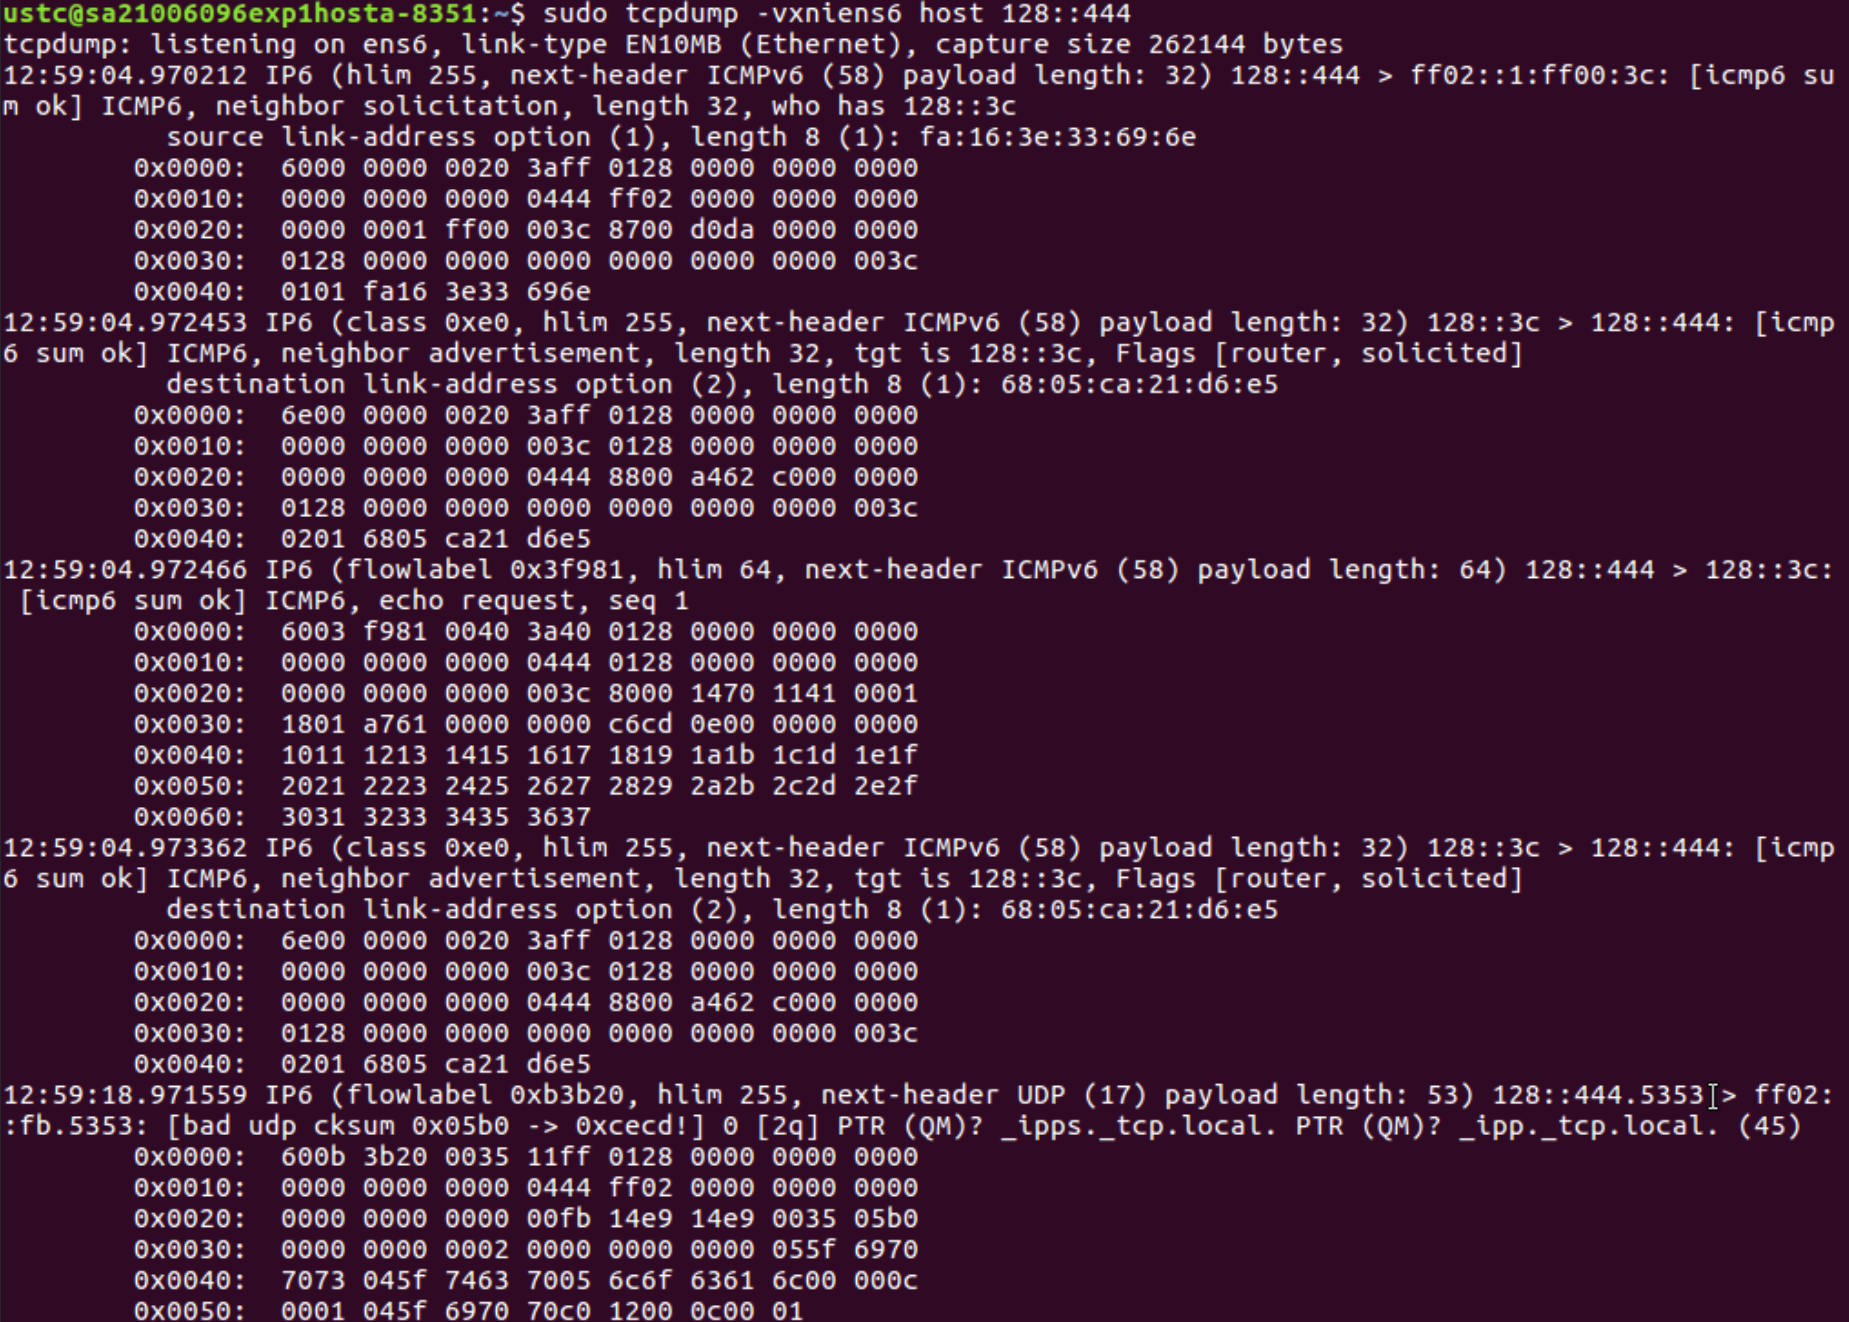 ustc@sa21006096exp1hosta-8351:~$ sudo tcpdump -vxniens6 host 128::444
tcpdump: listening on ens6, link-type EN10MB (Ethernet), capture size 262144 bytes
12:59:04.970212 IP6 (hlim 255, next-header ICMPv6 (58) payload length: 32) 128::444 > ff02::1:ff00:3c: [icmp6 su
m ok] ICMP6, neighbor solicitation, length 32, who has 128::3c
source link-address option (1), length 8 (1): fa:16:3e:33:69:6e
0x0000: 6000 0000 0020 3aff 0128 0000 0000 0000
0x0010: 0000 0000 0000 0444 ff02 0000 0000 0000
0x0020: 0000 0001 ff00 003c 8700 d0da 0000 0000
0x0030: 0128 0000 0000 0000 0000 0000 0000 003c
0x0040: 0101 fa16 3e33 696e
12:59:04.972453 IP6 (class 0xe0, hlim 255, next-header ICMPv6 (58) payload length: 32) 128::3c > 128::444: [icmp
6 sum ok] ICMP6, neighbor advertisement, length 32, tgt is 128::3c, Flags [router, solicited]
destination link-address option (2), length 8 (1): 68:05:ca:21:d6:e5
0x0000: 6e00 0000 0020 3aff 0128 0000 0000 0000
0x0010: 0000 0000 0000 003c 0128 0000 0000 0000
0x0020: 0000 0000 0000 0444 8800 a462 c000 0000
0x0030: 0128 0000 0000 0000 0000 0000 0000 003c
0x0040: 0201 6805 ca21 d6e5
12:59:04.972466 IP6 (flowlabel 0x3f981, hlim 64, next-header ICMPv6 (58) payload length: 64) 128::444 > 128::3c:
[icmp6 sum ok] ICMP6, echo request, seq 1
0x0000: 6003 f981 0040 3a40 0128 0000 0000 0000
0x0010: 0000 0000 0000 0444 0128 0000 0000 0000
0x0020: 0000 0000 0000 003c 8000 1470 1141 0001
0x0030: 1801 a761 0000 0000 c6cd 0e00 0000 0000
0x0040: 1011 1213 1415 1617 1819 1a1b 1c1d 1e1f
0x0050: 2021 2223 2425 2627 2829 2a2b 2c2d 2e2f
0x0060: 3031 3233 3435 3637
12:59:04.973362 IP6 (class 0xe0, hlim 255, next-header ICMPv6 (58) payload length: 32) 128::3c > 128::444: [icmp
6 sum ok] ICMP6, neighbor advertisement, length 32, tgt is 128::3c, Flags [router, solicited]
destination link-address option (2), length 8 (1): 68:05:ca:21:d6:e5
0x0000: 6e00 0000 0020 3aff 0128 0000 0000 0000
0x0010: 0000 0000 0000 003c 0128 0000 0000 0000
0x0020: 0000 0000 0000 0444 8800 a462 c000 0000
0x0030: 0128 0000 0000 0000 0000 0000 0000 003c
0x0040: 0201 6805 ca21 d6e5
12:59:18.971559 IP6 (flowlabel 0xb3b20, hlim 255, next-header UDP (17) payload length: 53) 128::444.5353 > ff02:
:fb.5353: [bad udp cksum 0x05b0 -> 0xcecd!] 0 [2q] PTR (QM)? _ipps._tcp.local. PTR (QM)? _ipp._tcp.local. (45)
0x0000: 600b 3b20 0035 11ff 0128 0000 0000 0000
0x0010: 0000 0000 0000 0444 ff02 0000 0000 0000
0x0020: 0000 0000 0000 00fb 14e9 14e9 0035 05b0
0x0030: 0000 0000 0002 0000 0000 0000 055f 6970
0x0040: 7073 045f 7463 7005 6c6f 6361 6c00 000c
0x0050: 0001 045f 6970 70c0 1200 0c00 01